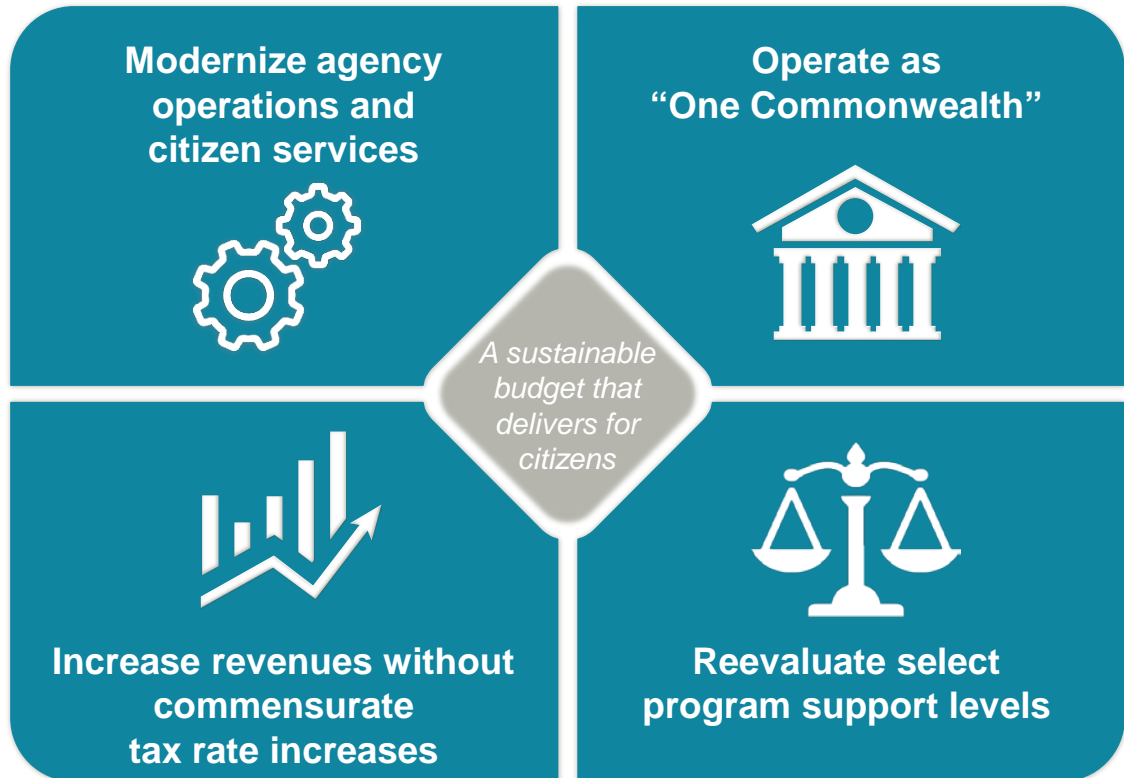 Modernize agency
operations and
citizen services
Operate as
“One Commonwealth”
A sustainable
budget that
delivers for
citizens
Increase revenues without
commensurate
tax rate increases
Reevaluate select
program support levels